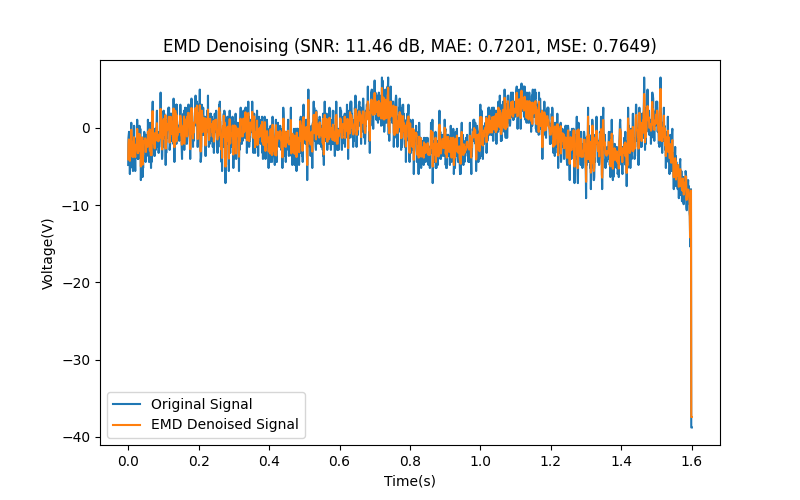 EMD Denoising (SNR: 11.46 dB, MAE: 0.7201, MSE: 0.7649)
0
−10
−20
−30
−40
Voltage(V)
Original Signal
EMD Denoised Signal
0.0 0.2 0.4 0.6 0.8 1.0 1.2 1.4 1.6
Time(s)